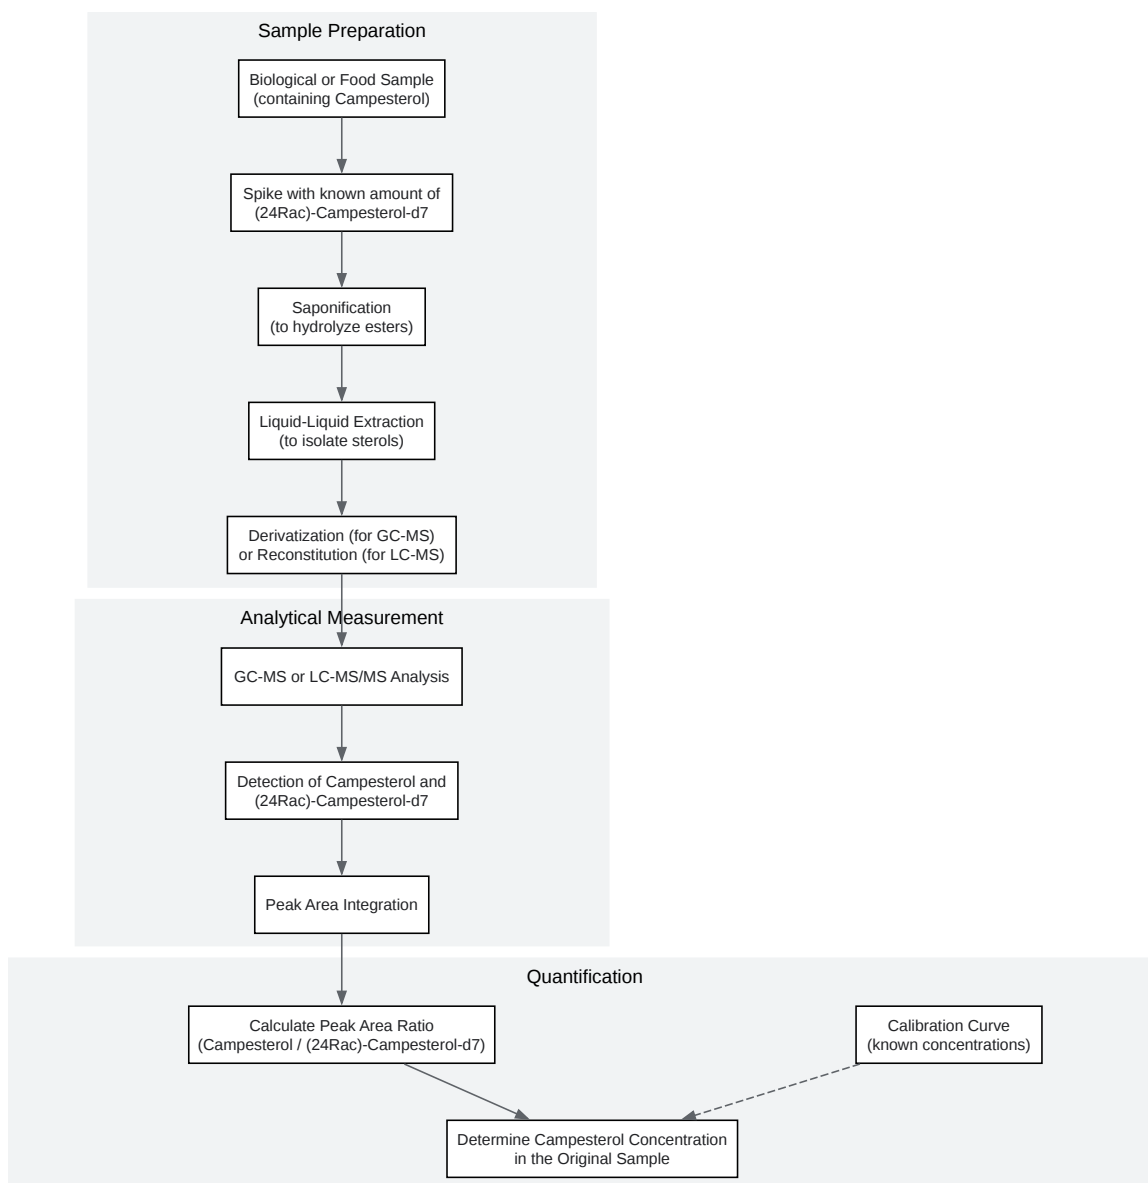 Sample Preparation
Biological or Food Sample
(containing Campesterol)
Spike with known amount of
(24Rac)-Campesterol-d7
Saponification
(to hydrolyze esters)
Liquid-Liquid Extraction
(to isolate sterols)
Derivatization (for GC-MS)
or Reconstitution (for LC-MS)
Analytical Measurement
GC-MS or LC-MS/MS Analysis
Detection of Campesterol and
(24Rac)-Campesterol-d7
Peak Area Integration
Quantification
Calculate Peak Area Ratio
(Campesterol / (24Rac)-Campesterol-d7)
Calibration Curve
(known concentrations)
Determine Campesterol Concentration
in the Original Sample